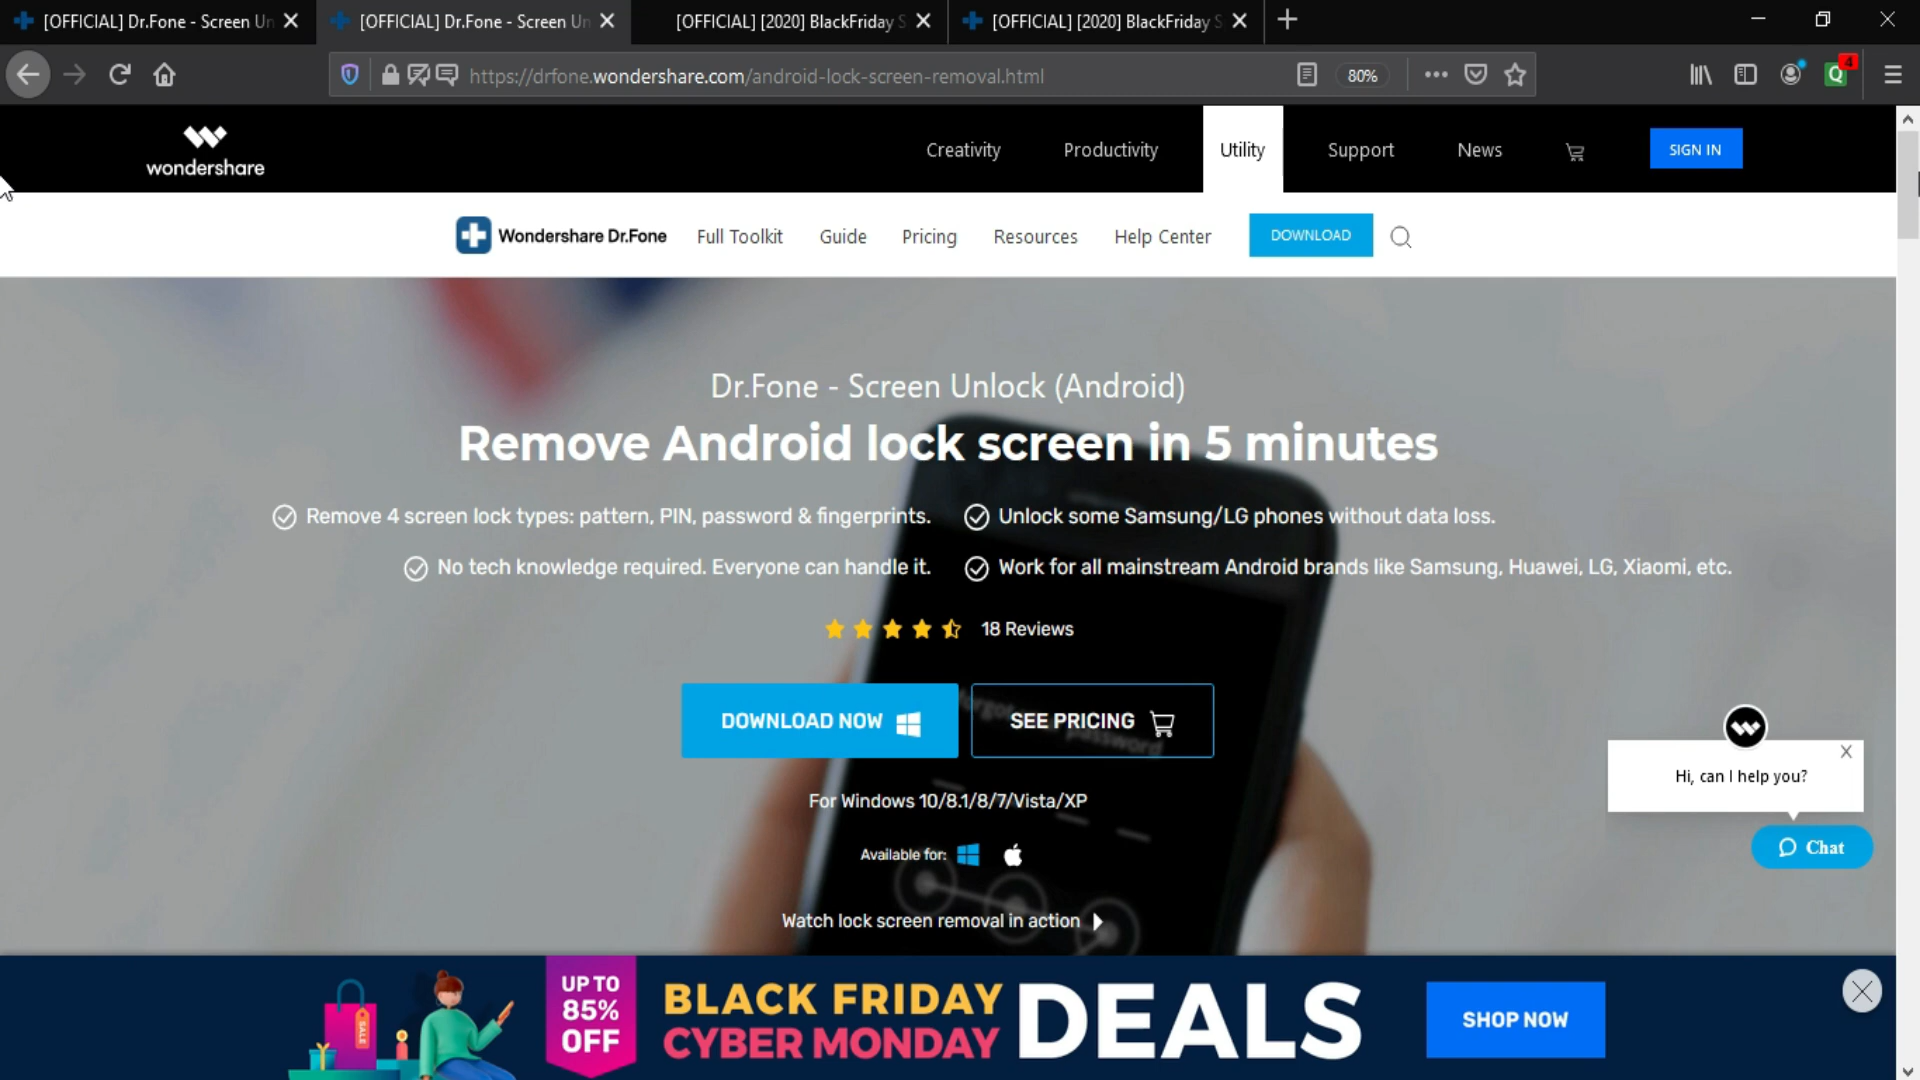 [OFFICIAL] Dr.Fone - Screen Un
[OFFICIAL] Dr.Fone - Screen Un
[OFFICIAL] [2020] BlackFriday S
[OFFICIAL] [2020] BlackFriday S
https://drfone.wondershare.com/android-lock-screen-removal.html
80%
Q
4
wondershare
Creativity
Productivity
Utility
Support
News
SIGN IN
Wondershare Dr.Fone
Full Toolkit
Guide
Pricing
Resources
Help Center
DOWNLOAD
Dr.Fone - Screen Unlock (Android)
Remove Android lock screen in 5 minutes
Remove 4 screen lock types: pattern, PIN, password & fingerprints.
Unlock some Samsung/LG phones without data loss.
No tech knowledge required. Everyone can handle it.
Work for all mainstream Android brands like Samsung, Huawei, LG, Xiaomi, etc.
18 Reviews
DOWNLOAD NOW
SEE PRICING
For Windows 10/8.1/8/7/Vista/XP
Available for:
Watch lock screen removal in action
Hi, can I help you?
Chat
SALE
UP TO
85%
OFF
BLACK FRIDAY
CYBER MONDAY
DEALS
SHOP NOW